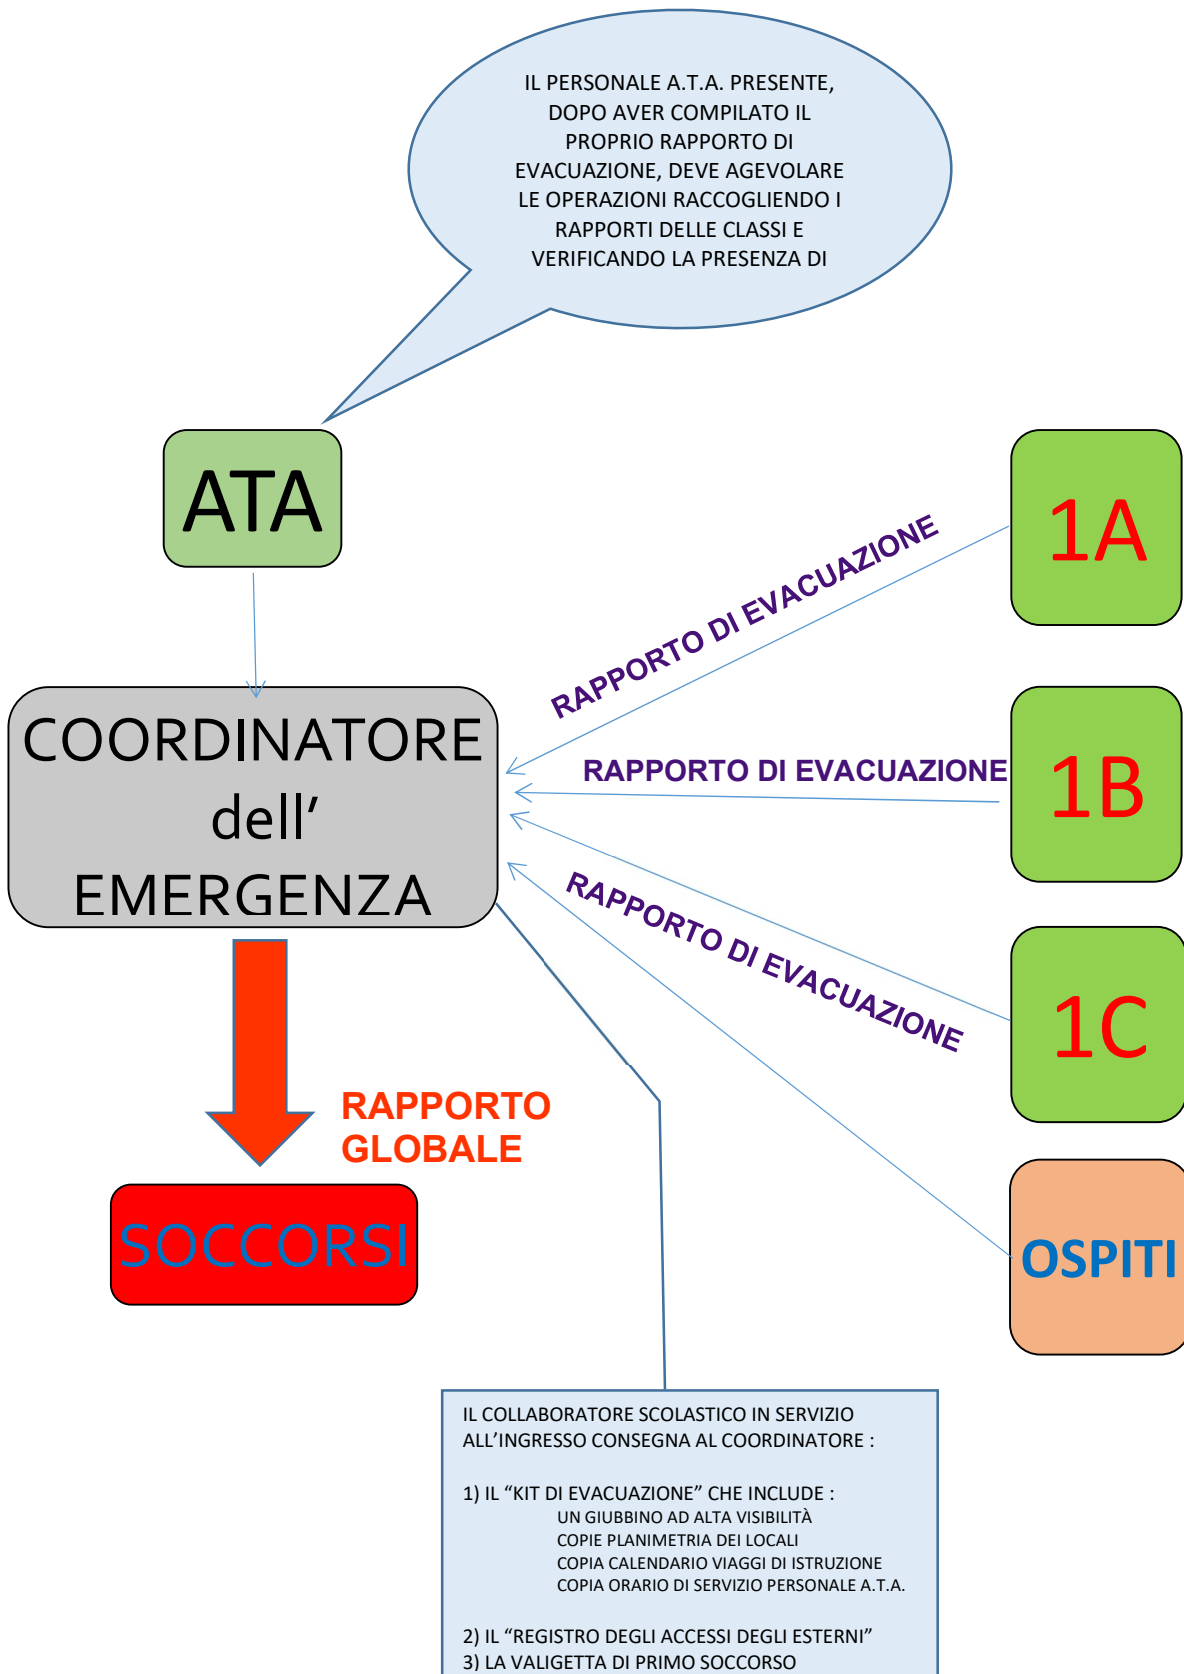 IL PERSONALE A.T.A. PRESENTE,
DOPO AVER COMPILATO IL
PROPRIO RAPPORTO DI
EVACUAZIONE, DEVE AGEVOLARE
LE OPERAZIONI RACCOGLIENDO I
RAPPORTI DELLE CLASSI E
VERIFICANDO LA PRESENZA DI
ATA
1A
RAPPORTO DI EVACUAZIONE
COORDINATORE
dell’
EMERGENZA
RAPPORTO DI EVACUAZIONE
1B
RAPPORTO DI EVACUAZIONE
1C
RAPPORTO
GLOBALE
SOCCORSI
OSPITI
IL COLLABORATORE SCOLASTICO IN SERVIZIO
ALL’INGRESSO CONSEGNA AL COORDINATORE :
1) IL “KIT DI EVACUAZIONE” CHE INCLUDE :
UN GIUBBINO AD ALTA VISIBILITÀ
COPIE PLANIMETRIA DEI LOCALI
COPIA CALENDARIO VIAGGI DI ISTRUZIONE
COPIA ORARIO DI SERVIZIO PERSONALE A.T.A.
2) IL “REGISTRO DEGLI ACCESSI DEGLI ESTERNI”
3) LA VALIGETTA DI PRIMO SOCCORSO